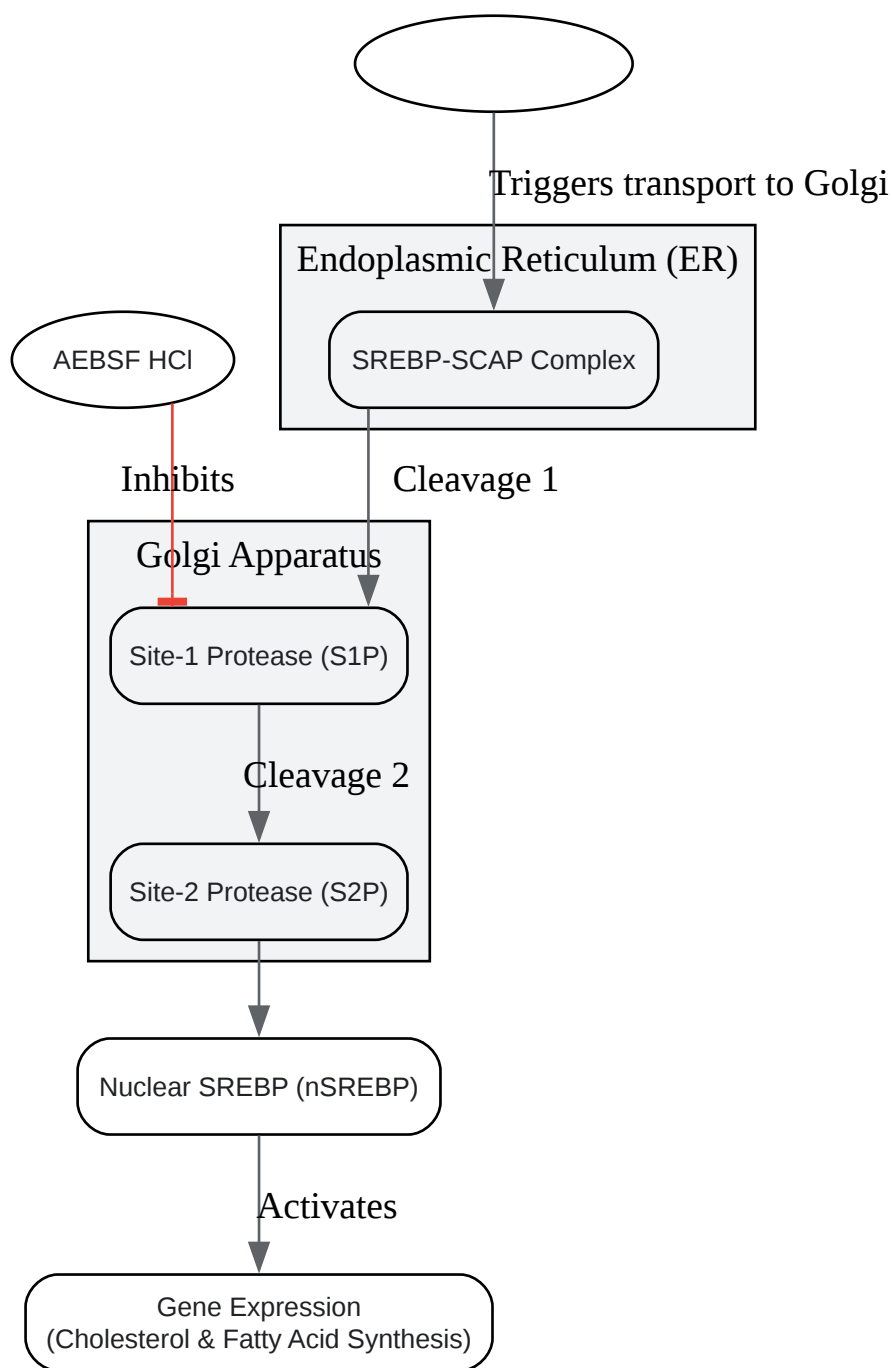 Triggers transport to Golgi
Endoplasmic Reticulum (ER)
AEBSF HCl
SREBP-SCAP Complex
Inhibits
Cleavage 1
Golgi Apparatus
Site-1 Protease (S1P)
Cleavage 2
Site-2 Protease (S2P)
Nuclear SREBP (nSREBP)
Activates
Gene Expression
(Cholesterol & Fatty Acid Synthesis)